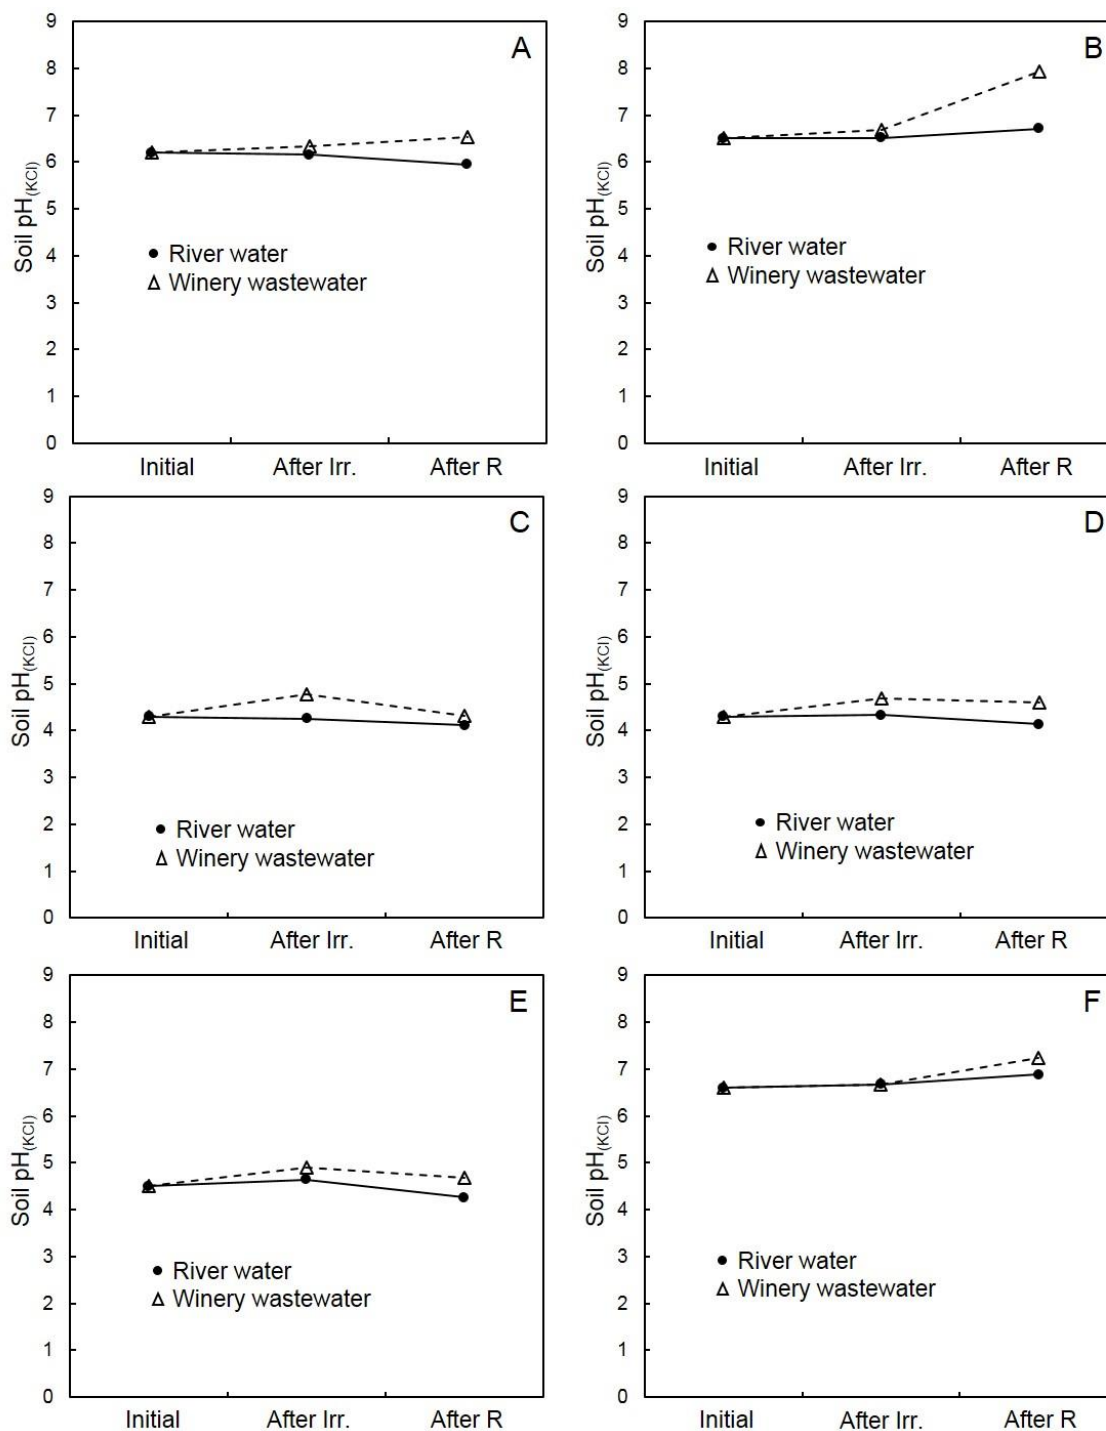 A
9
8
7
6
5
4
3
2
1
0
Soil pH(KCl)
River water
Winery wastewater
Initial After Irr. After R
B
9
8
7
6
5
4
3
2
1
0
Soil pH(KCl)
River water
Winery wastewater
Initial After Irr. After R
C
9
8
7
6
5
4
3
2
1
0
Soil pH(KCl)
River water
Winery wastewater
Initial After Irr. After R
D
9
8
7
6
5
4
3
2
1
0
Soil pH(KCl)
River water
Winery wastewater
Initial After Irr. After R
E
9
8
7
6
5
4
3
2
1
0
Soil pH(KCl)
River water
Winery wastewater
Initial After Irr. After R
F
9
8
7
6
5
4
3
2
1
0
Soil pH(KCl)
River water
Winery wastewater
Initial After Irr. After R